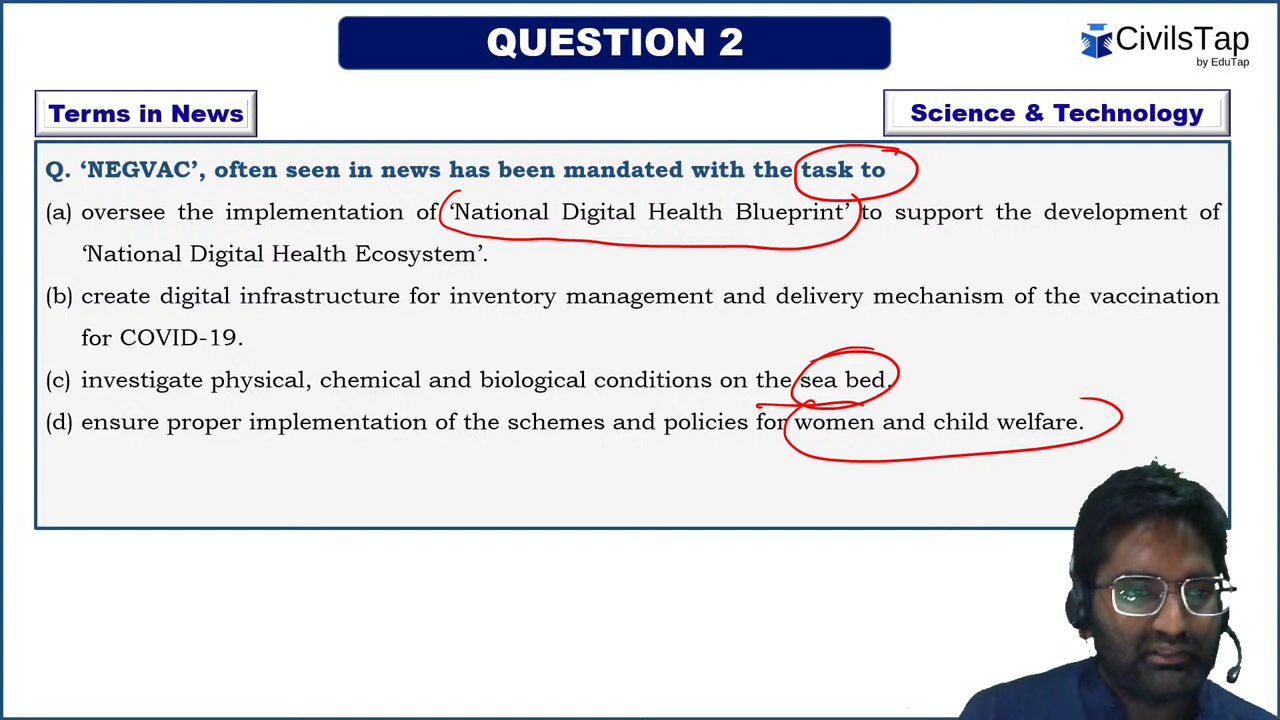 QUESTION 2
CivilsTap
by EduTap
Terms in News
Science & Technology
Q. ‘NEGVAC’, often seen in news has been mandated with the task to
(a) oversee the implementation of ‘National Digital Health Blueprint’ to support the development of
‘National Digital Health Ecosystem’.
(b) create digital infrastructure for inventory management and delivery mechanism of the vaccination
for COVID-19.
(c) investigate physical, chemical and biological conditions on the sea bed.
(d) ensure proper implementation of the schemes and policies for women and child welfare.